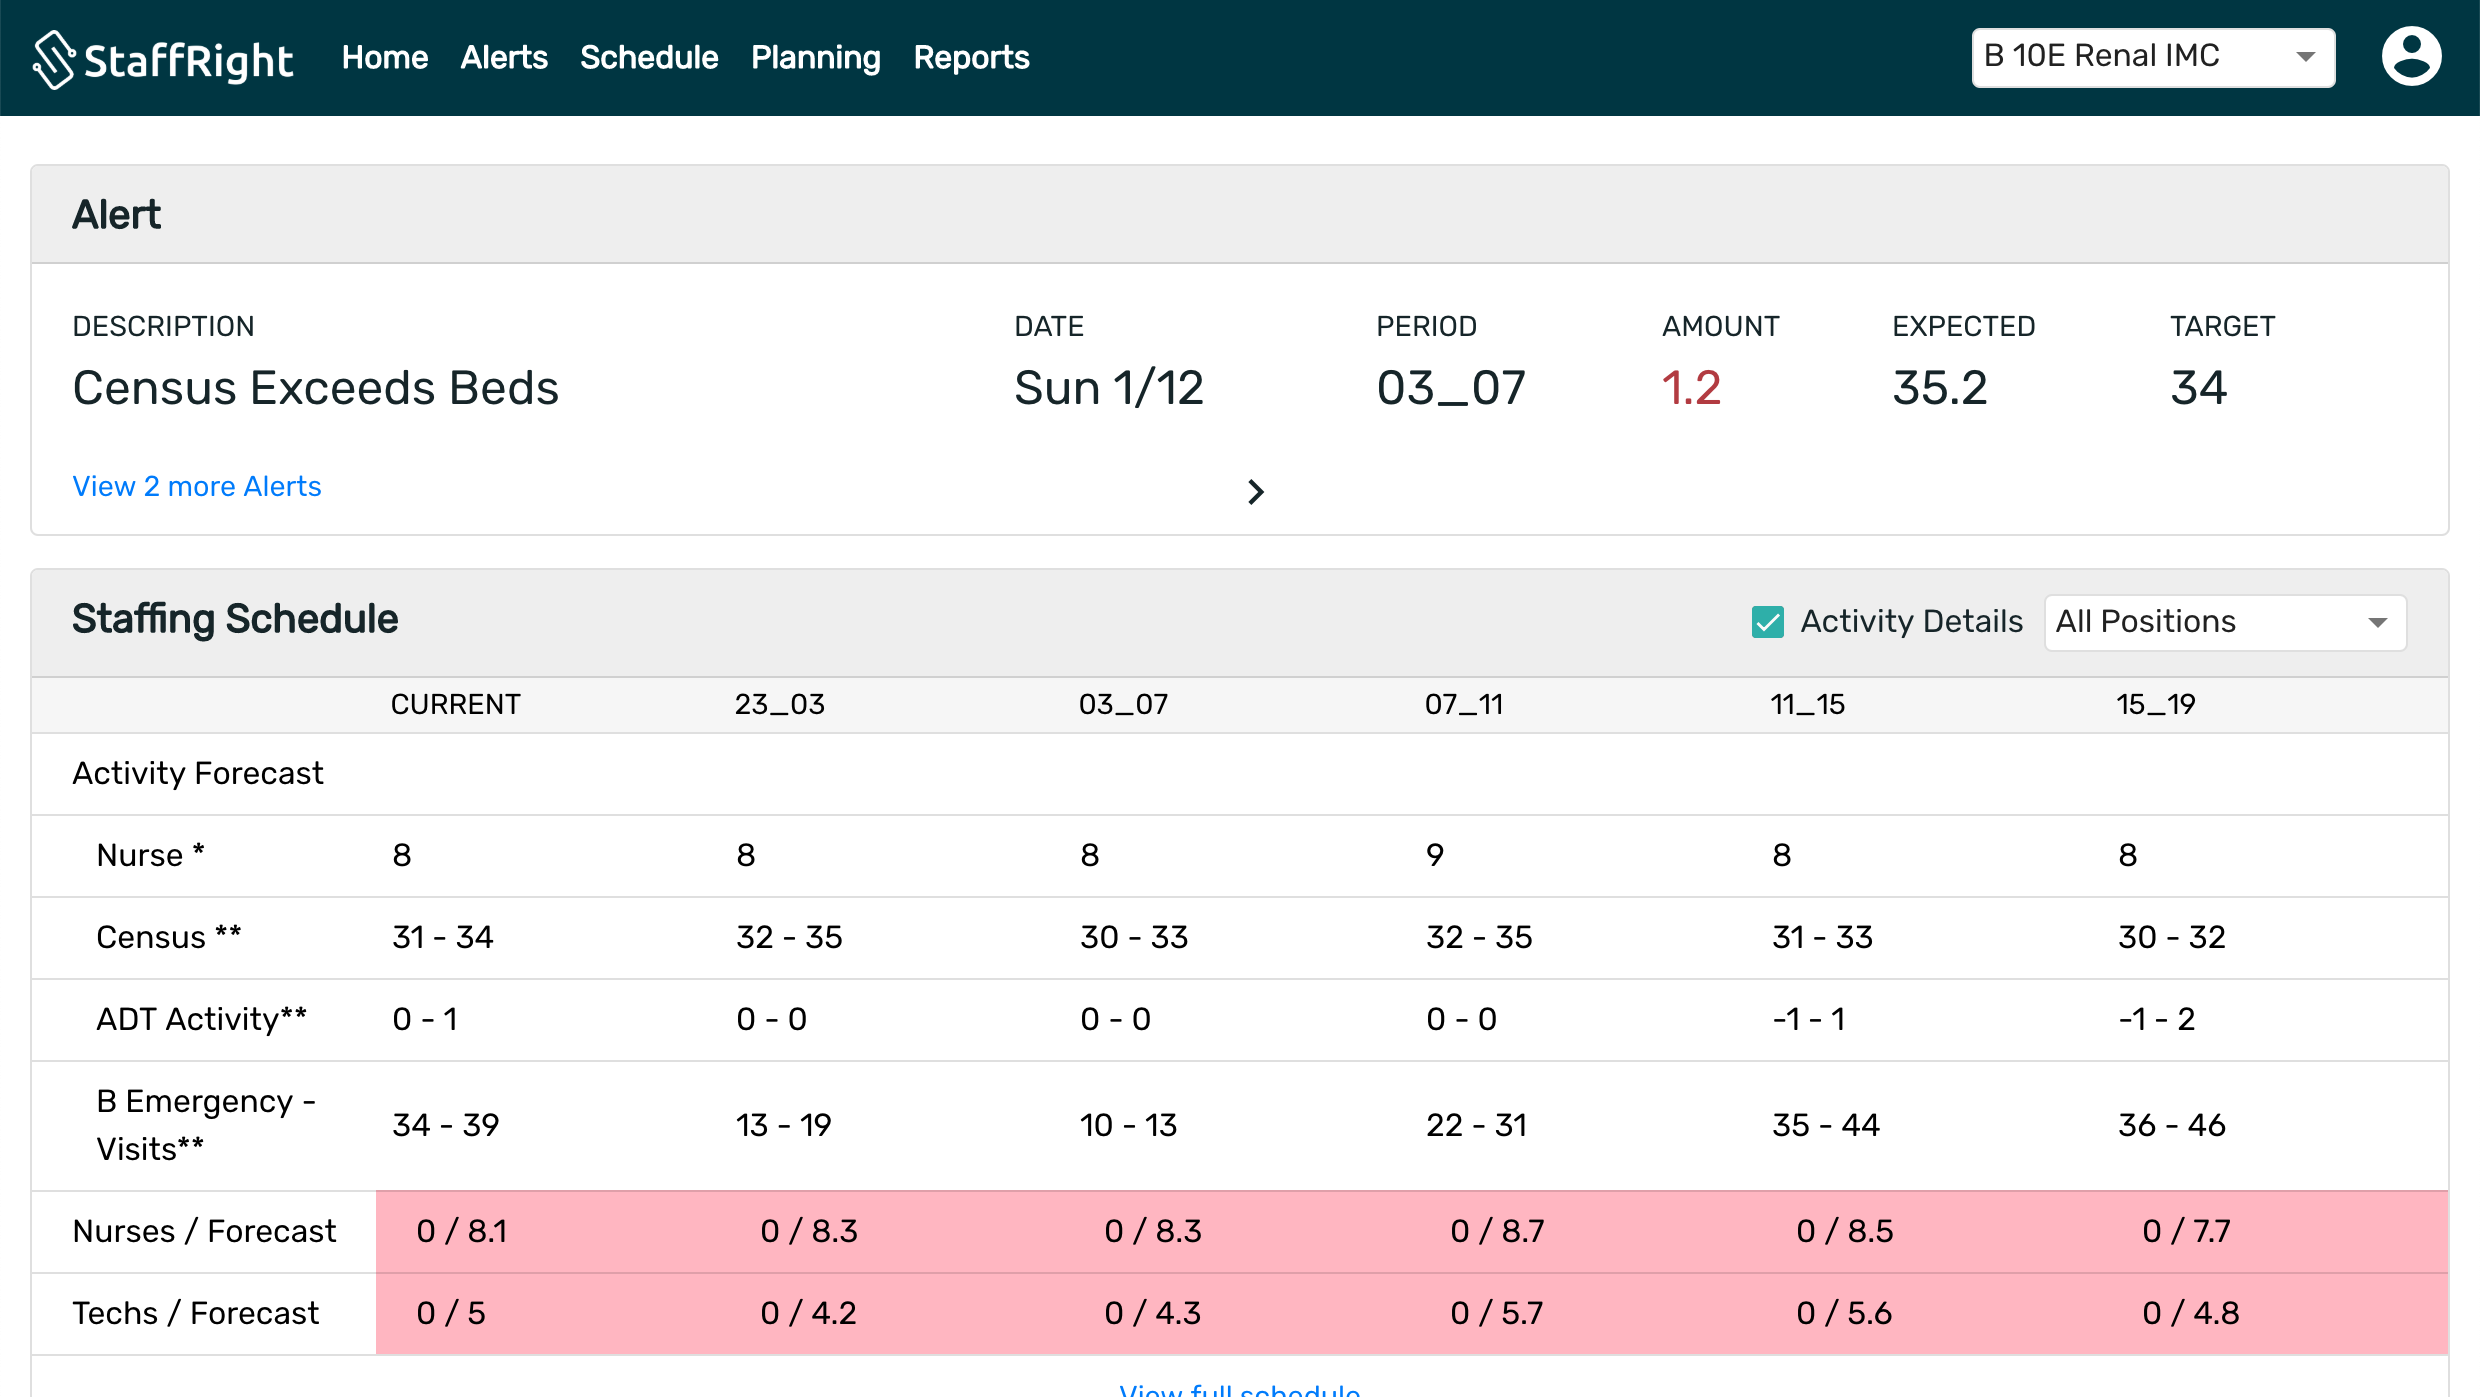 StaffRight Home Alerts Schedule Planning Reports B 10E Renal IMC
Alert
DESCRIPTION DATE PERIOD AMOUNT EXPECTED TARGET
Census Exceeds Beds Sun 1/12 03_07 1.2 35.2 34
View 2 more Alerts
Staffing Schedule Activity Details All Positions
CURRENT 23_03 03_07 07_11 11_15 15_19
Activity Forecast
Nurse * 8 8 8 9 8 8
Census ** 31 - 34 32 - 35 30 - 33 32 - 35 31 - 33 30 - 32
ADT Activity** 0 - 1 0 - 0 0 - 0 0 - 0 -1 - 1 -1 - 2
B Emergency -
Visits** 34 - 39 13 - 19 10 - 13 22 - 31 35 - 44 36 - 46
Nurses / Forecast 0 / 8.1 0 / 8.3 0 / 8.3 0 / 8.7 0 / 8.5 0 / 7.7
Techs / Forecast 0 / 5 0 / 4.2 0 / 4.3 0 / 5.7 0 / 5.6 0 / 4.8
View full schedule